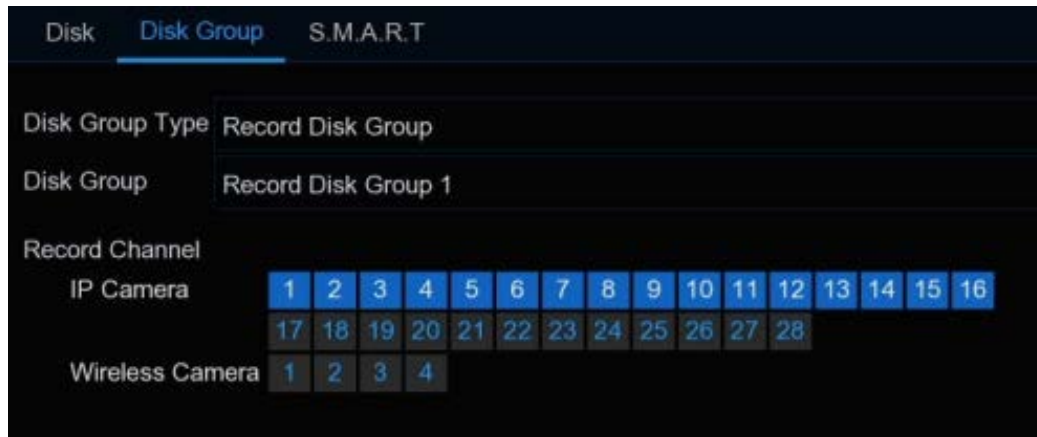 Disk Disk Group S.M.A.R.T
Disk Group Type Record Disk Group
Disk Group Record Disk Group 1
Record Channel
IP Camera 1 2 3 4 5 6 7 8 9 10 11 12 13 14 15 16
17 18 19 20 21 22 23 24 25 26 27 28
Wireless Camera 1 2 3 4